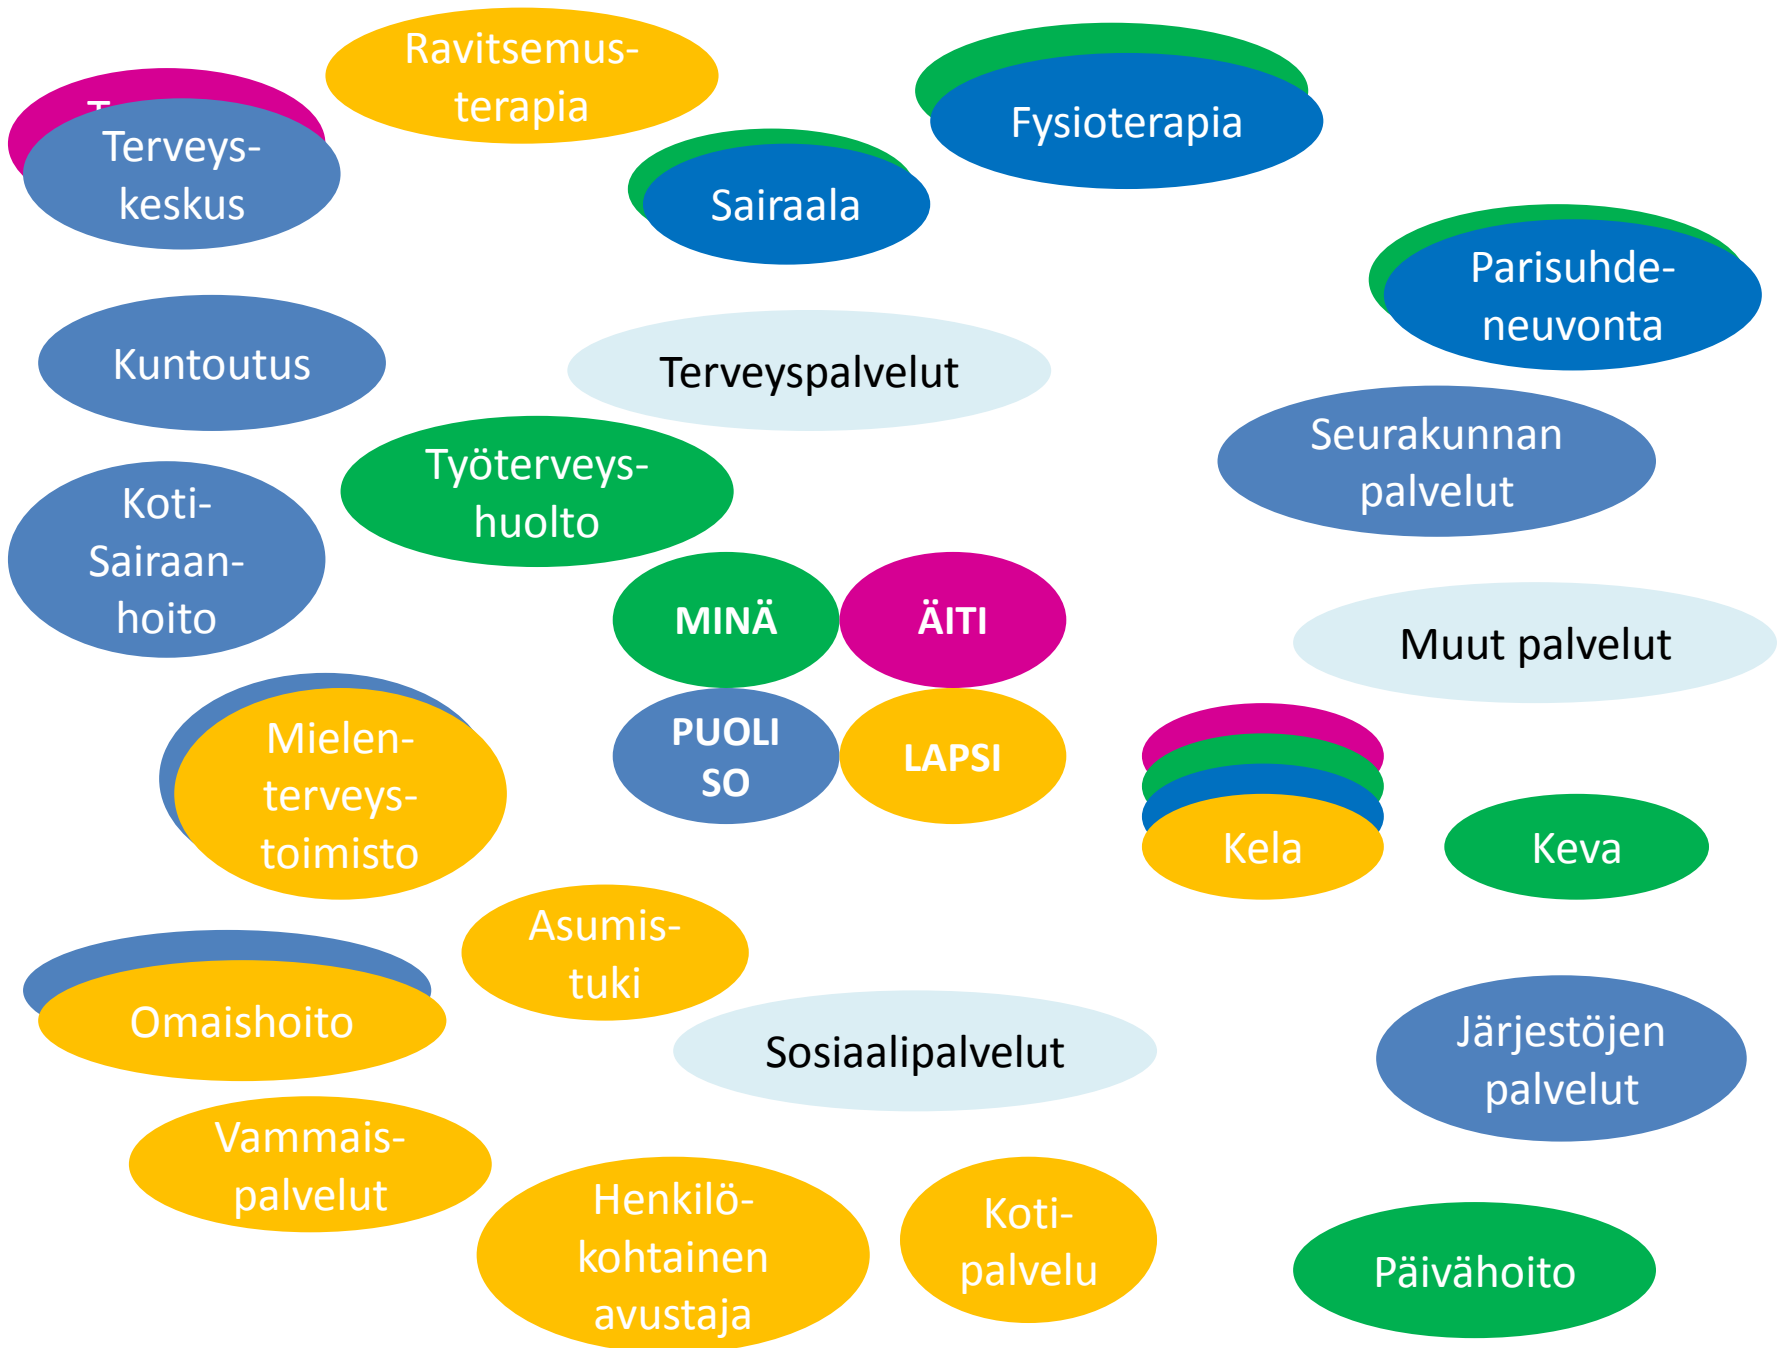 Ravitsemus-
terapia
Fysioterapia
T
Terveys-
keskus
Sairaala
Parisuhde-
neuvonta
Kuntoutus
Terveyspalvelut
Seurakunnan
palvelut
Työterveys-
huolto
Koti-
Sairaan-
hoito
MINÄ
ÄITI
Muut palvelut
PUOLI
SO
LAPSI
Mielen-
terveys-
toimisto
Kela
Keva
Asumis-
tuki
Omaishoito
Sosiaalipalvelut
Järjestöjen
palvelut
Vammais-
palvelut
Henkilö-
kohtainen
avustaja
Koti-
palvelu
Päivähoito